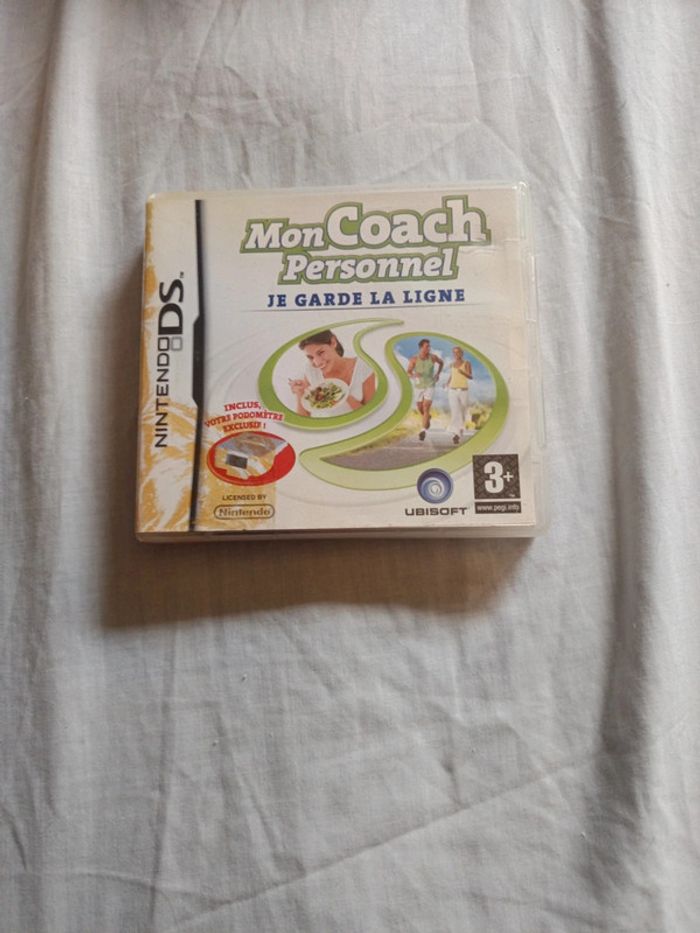 Mon Coach
Personnel
JE GARDE LA LIGNE
NINTENDO DS™
INCLUS,
VOTRE PODOMÈTRE
EXCLUSIF !
LICENSED BY
Nintendo
UBISOFT
3+
www.pegi.info